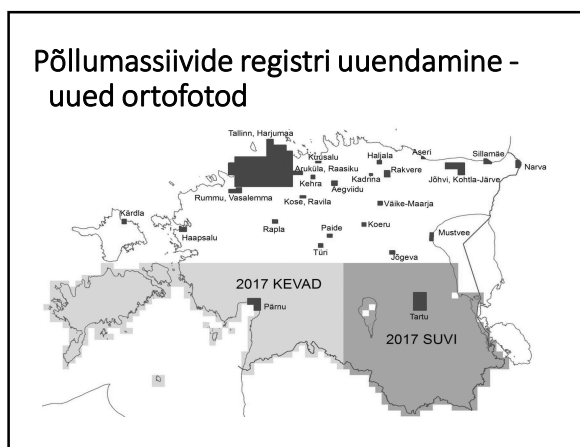 Põllumassiivide registri uuendamine -
uued ortofotod
Tallinn, Harjumaa
Kuusalu
Haljala
Aseri
Sillamäe
Narva
Aruküla, Raasiku
Kadrina
Rakvere
Jõhvi, Kohtla-Järve
Kehra
Aegviidu
Rummu, Vasalemma
Kose, Ravila
Väike-Maarja
Kärdla
Haapsalu
Rapla
Paide
Koeru
Mustvee
Türi
Jõgeva
2017 KEVAD
Pärnu
Tartu
2017 SUVI